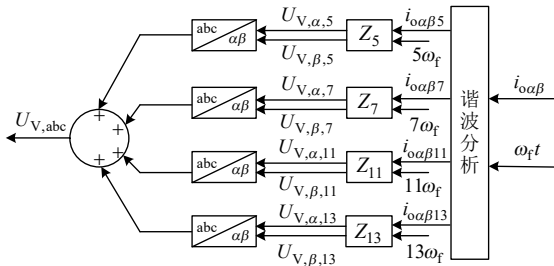 U_{V,α,5}
i_{oαβ5}
abc
αβ
Z_5
U_{V,β,5}
5ω_f
U_{V,α,7}
i_{oαβ7}
abc
αβ
Z_7
U_{V,β,7}
7ω_f
U_{V,abc}
+
+
+
+
U_{V,α,11}
i_{oαβ11}
abc
αβ
Z_{11}
U_{V,β,11}
11ω_f
U_{V,α,13}
i_{oαβ13}
abc
αβ
Z_{13}
U_{V,β,13}
13ω_f
谐波分析
i_{oαβ}
ω_f t